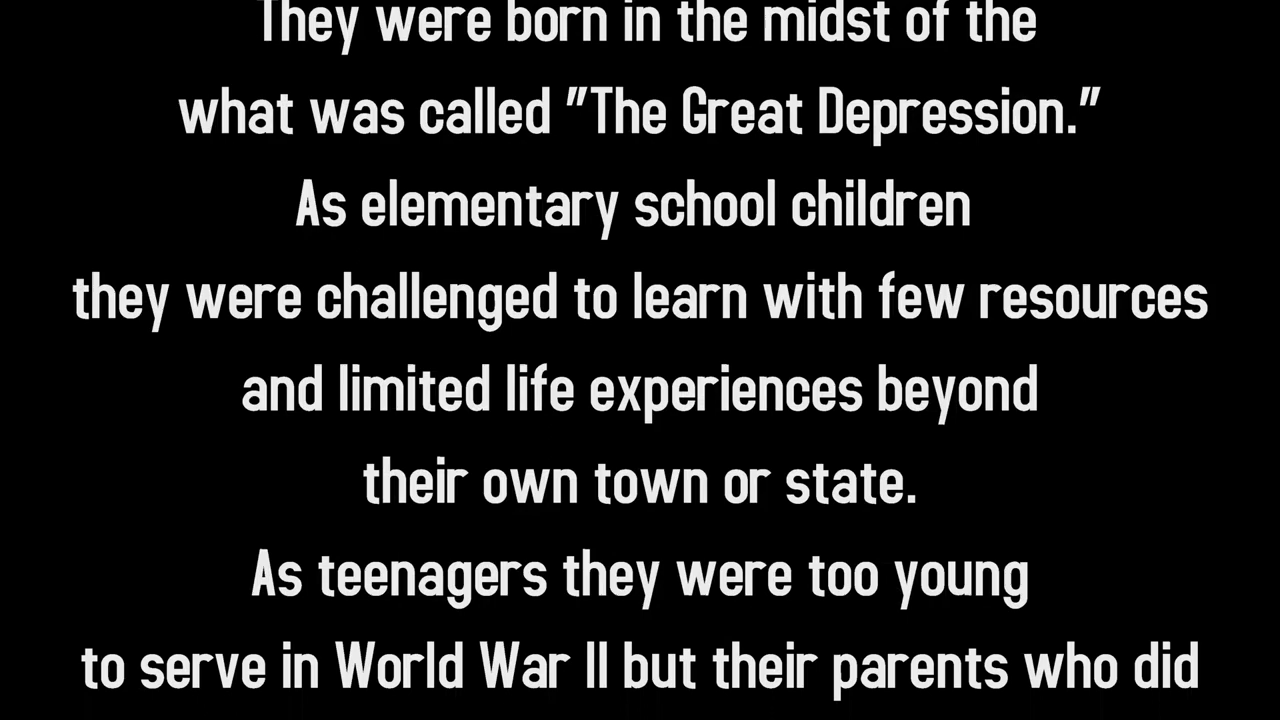 They were born in the midst of the
what was called "The Great Depression."
As elementary school children
they were challenged to learn with few resources
and limited life experiences beyond
their own town or state.
As teenagers they were too young
to serve in World War II but their parents who did